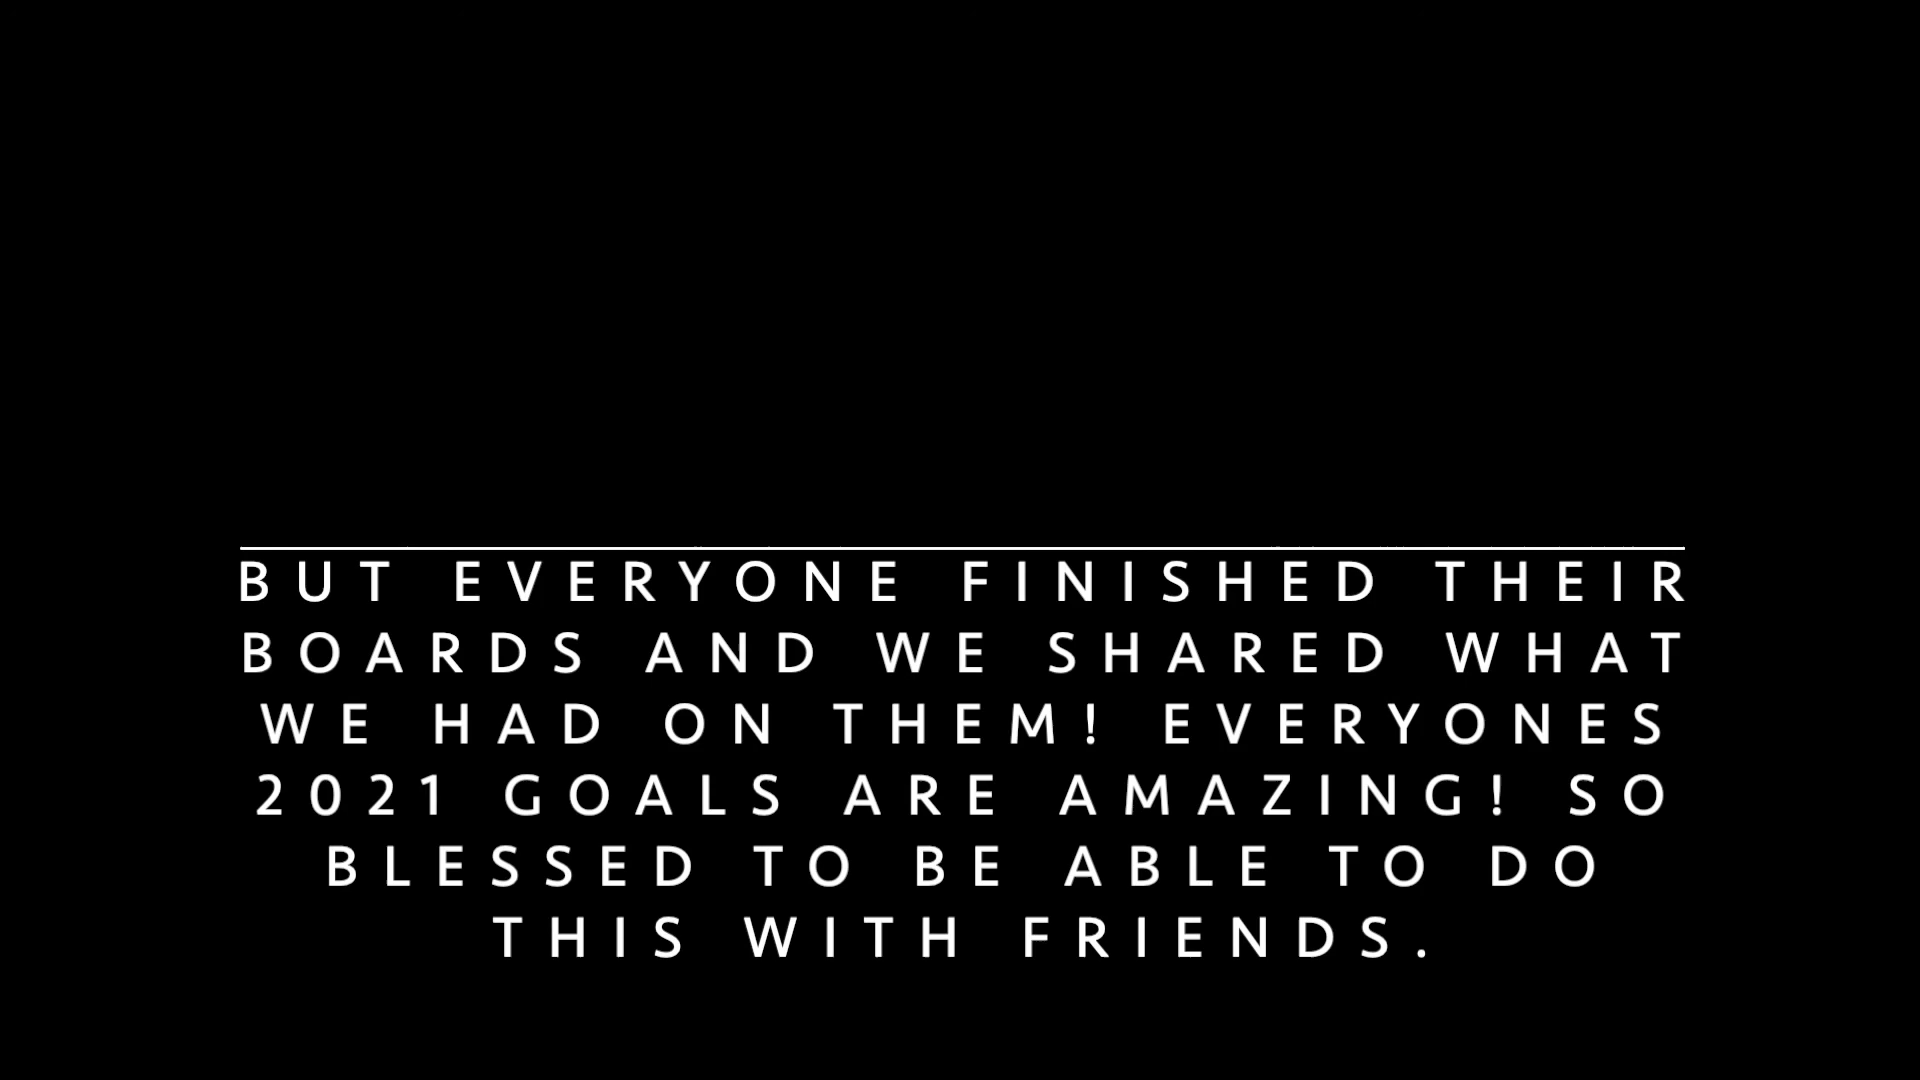 BUT EVERYONE FINISHED THEIR
BOARDS AND WE SHARED WHAT
WE HAD ON THEM! EVERYONES
2021 GOALS ARE AMAZING! SO
BLESSED TO BE ABLE TO DO
THIS WITH FRIENDS.